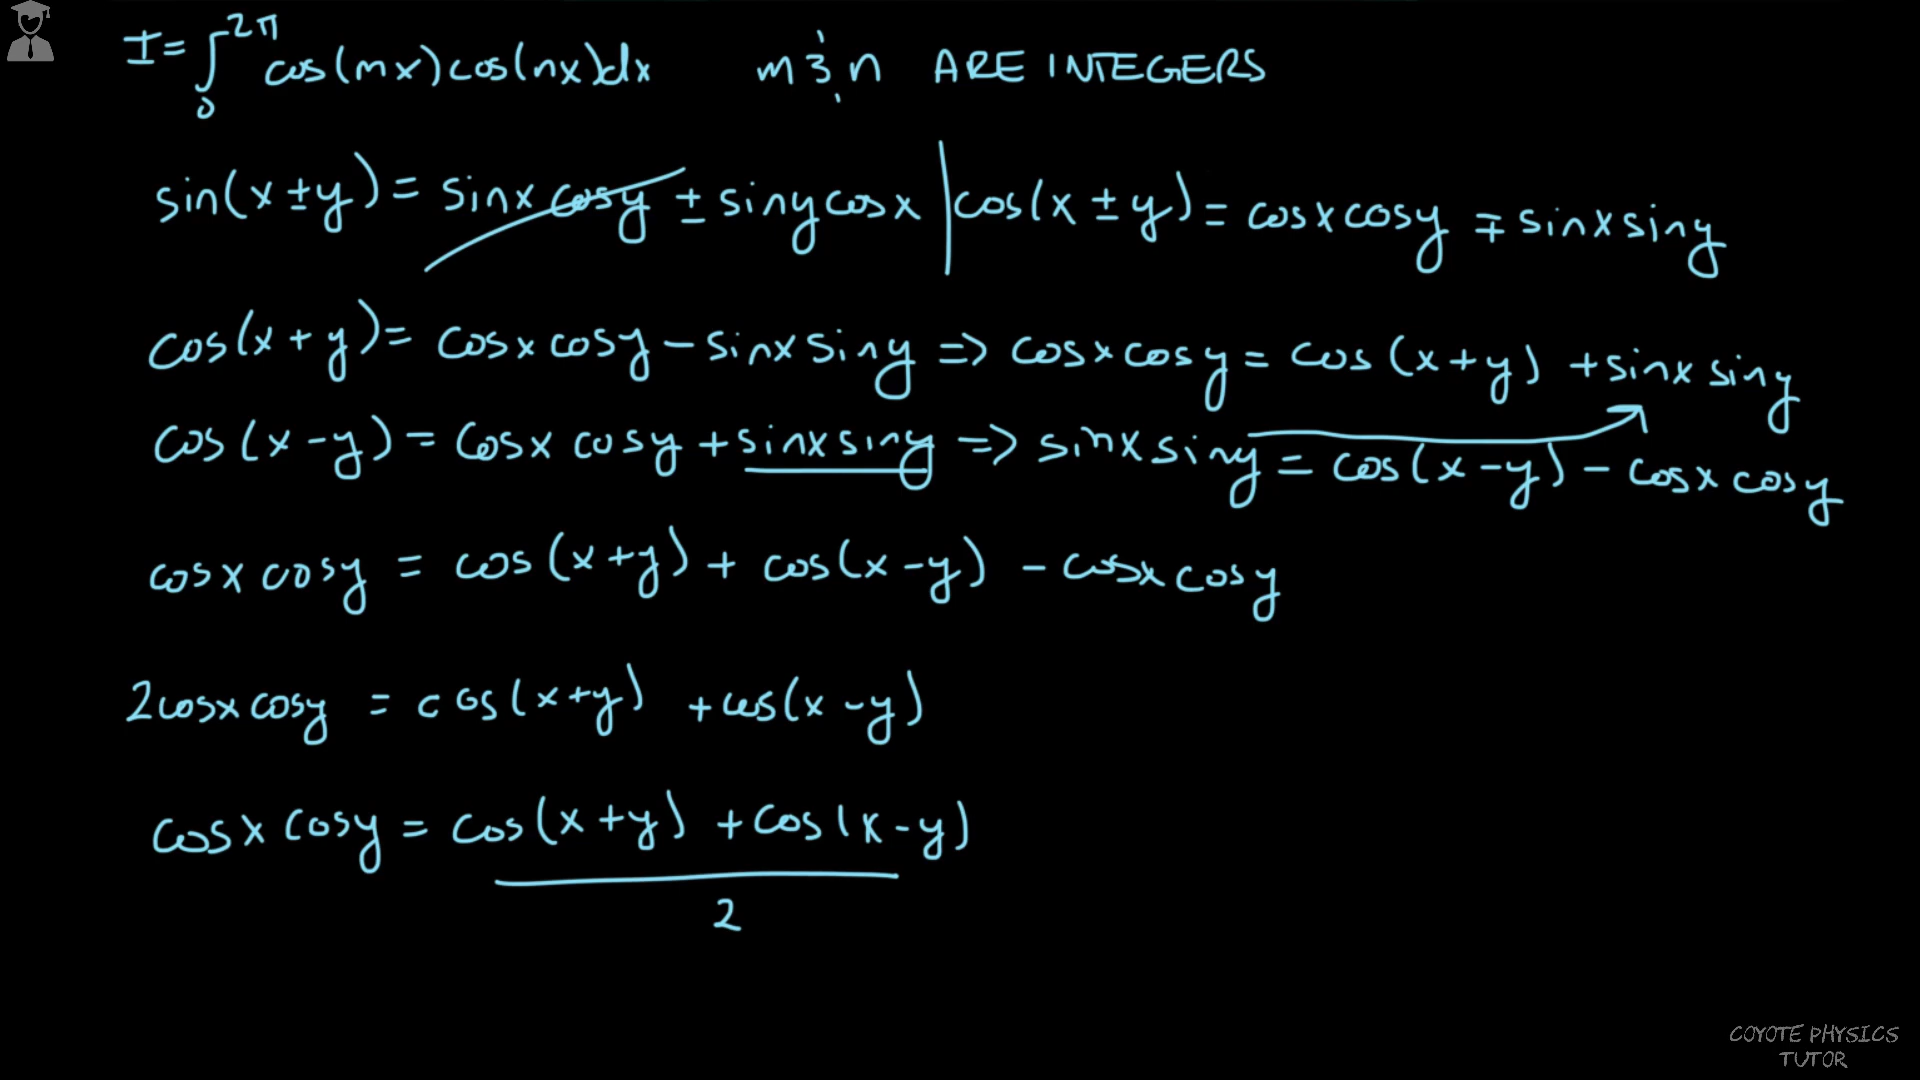 I = ∫₀^2π cos(mx)cos(nx)dx m & n ARE INTEGERS
sin(x ± y) = sinx cosy ± siny cosx | cos(x ± y) = cosx cosy ∓ sinx siny
cos(x + y) = cosx cosy - sinx siny => cosx cosy = cos(x + y) + sinx siny
cos(x - y) = cosx cosy + sinx siny => sinx siny = cos(x - y) - cosx cosy
cosx cosy = cos(x + y) + cos(x - y) - cosx cosy
2cosx cosy = cos(x + y) + cos(x - y)
cosx cosy = cos(x + y) + cos(x - y)
2
COYOTE PHYSICS
TUTOR